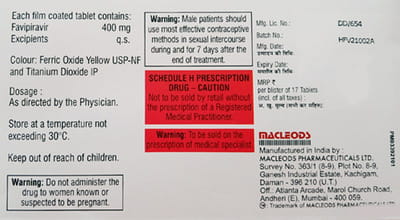 Each film coated tablet contains:
Favipiravir 400 mg
Excipients q.s.
Colour: Ferric Oxide Yellow USP-NF
and Titanium Dioxide IP
Dosage :
As directed by the Physician.
Store at a temperature not
exceeding 30°C.
Keep out of reach of children.
Warning: Do not administer the
drug to women known or
suspected to be pregnant.
Warning: Male patients should
use most effective contraceptive
methods in sexual intercourse
during and for 7 days after the
end of treatment.
SCHEDULE H PRESCRIPTION
DRUG – CAUTION
Not to be sold by retail without
the prescription of a Registered
Medical Practitioner.
Warning: To be sold on the
prescription of medical specialist
Mfg. Lic. No.: DD/654
Batch No.: HFV21002A
Mfg. Date:
उत्पादन की तिथि
Expiry Date:
समाप्ति की तिथि
MRP ₹
per blister of 17 Tablets
(incl. of all taxes) :
MACLEODS
Manufactured in India by :
MACLEODS PHARMACEUTICALS LTD.
Survey No. 363/1 (8-9), Plot No. 8-9,
Ganesh Industrial Estate, Kachigam,
Daman - 396 210 (U.T.)
Off.: Atlanta Arcade, Marol Church Road,
Andheri (E), Mumbai - 400 059.
: Trademark of MACLEODS PHARMACEUTICALS LTD.